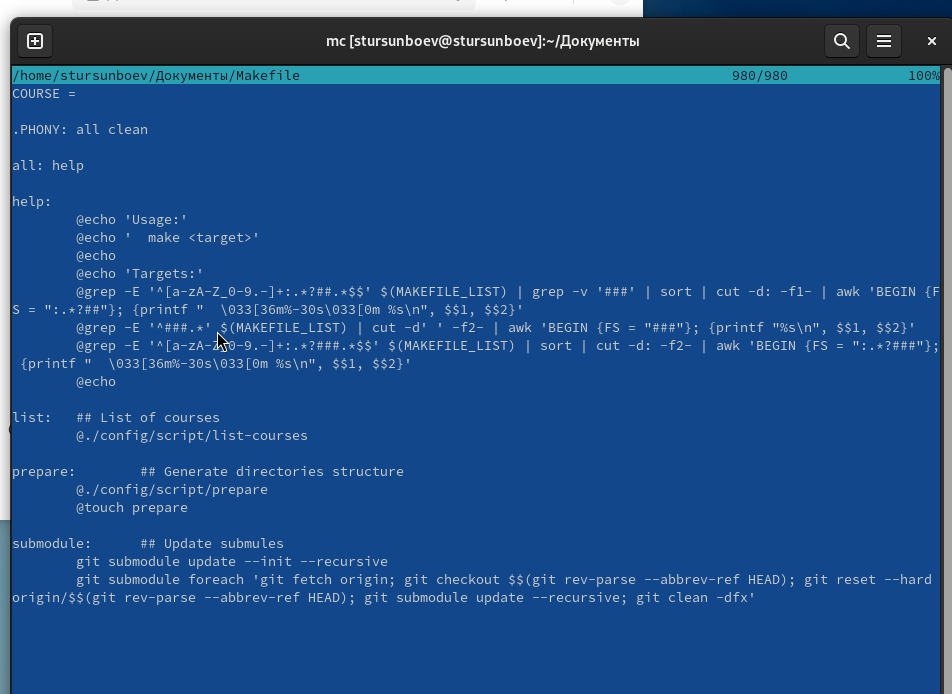 mc [stursunboev@stursunboev]:~/Документы
/home/stursunboev/Документы/Makefile 980/980 100%
COURSE =
.PHONY: all clean
all: help
help:
@echo 'Usage:'
@echo '  make <target>'
@echo
@echo 'Targets:'
@grep -E '^[a-zA-Z_0-9.-]+:.*?##.*$$' $(MAKEFILE_LIST) | grep -v '###' | sort | cut -d: -f1- | awk 'BEGIN {F
S = ":.*?##"}; {printf "  \033[36m%-30s\033[0m %s\n", $$1, $$2}'
@grep -E '^###.*' $(MAKEFILE_LIST) | cut -d' ' -f2- | awk 'BEGIN {FS = "###"}; {printf "%s\n", $$1, $$2}'
@grep -E '^[a-zA-Z_0-9.-]+:.*?###.*$$' $(MAKEFILE_LIST) | sort | cut -d: -f2- | awk 'BEGIN {FS = ":.*?###"};
{printf "  \033[36m%-30s\033[0m %s\n", $$1, $$2}'
@echo
list:   ## List of courses
@./config/script/list-courses
prepare:        ## Generate directories structure
@./config/script/prepare
@touch prepare
submodule:      ## Update submules
git submodule update --init --recursive
git submodule foreach 'git fetch origin; git checkout $$(git rev-parse --abbrev-ref HEAD); git reset --hard
origin/$$(git rev-parse --abbrev-ref HEAD); git submodule update --recursive; git clean -dfx'